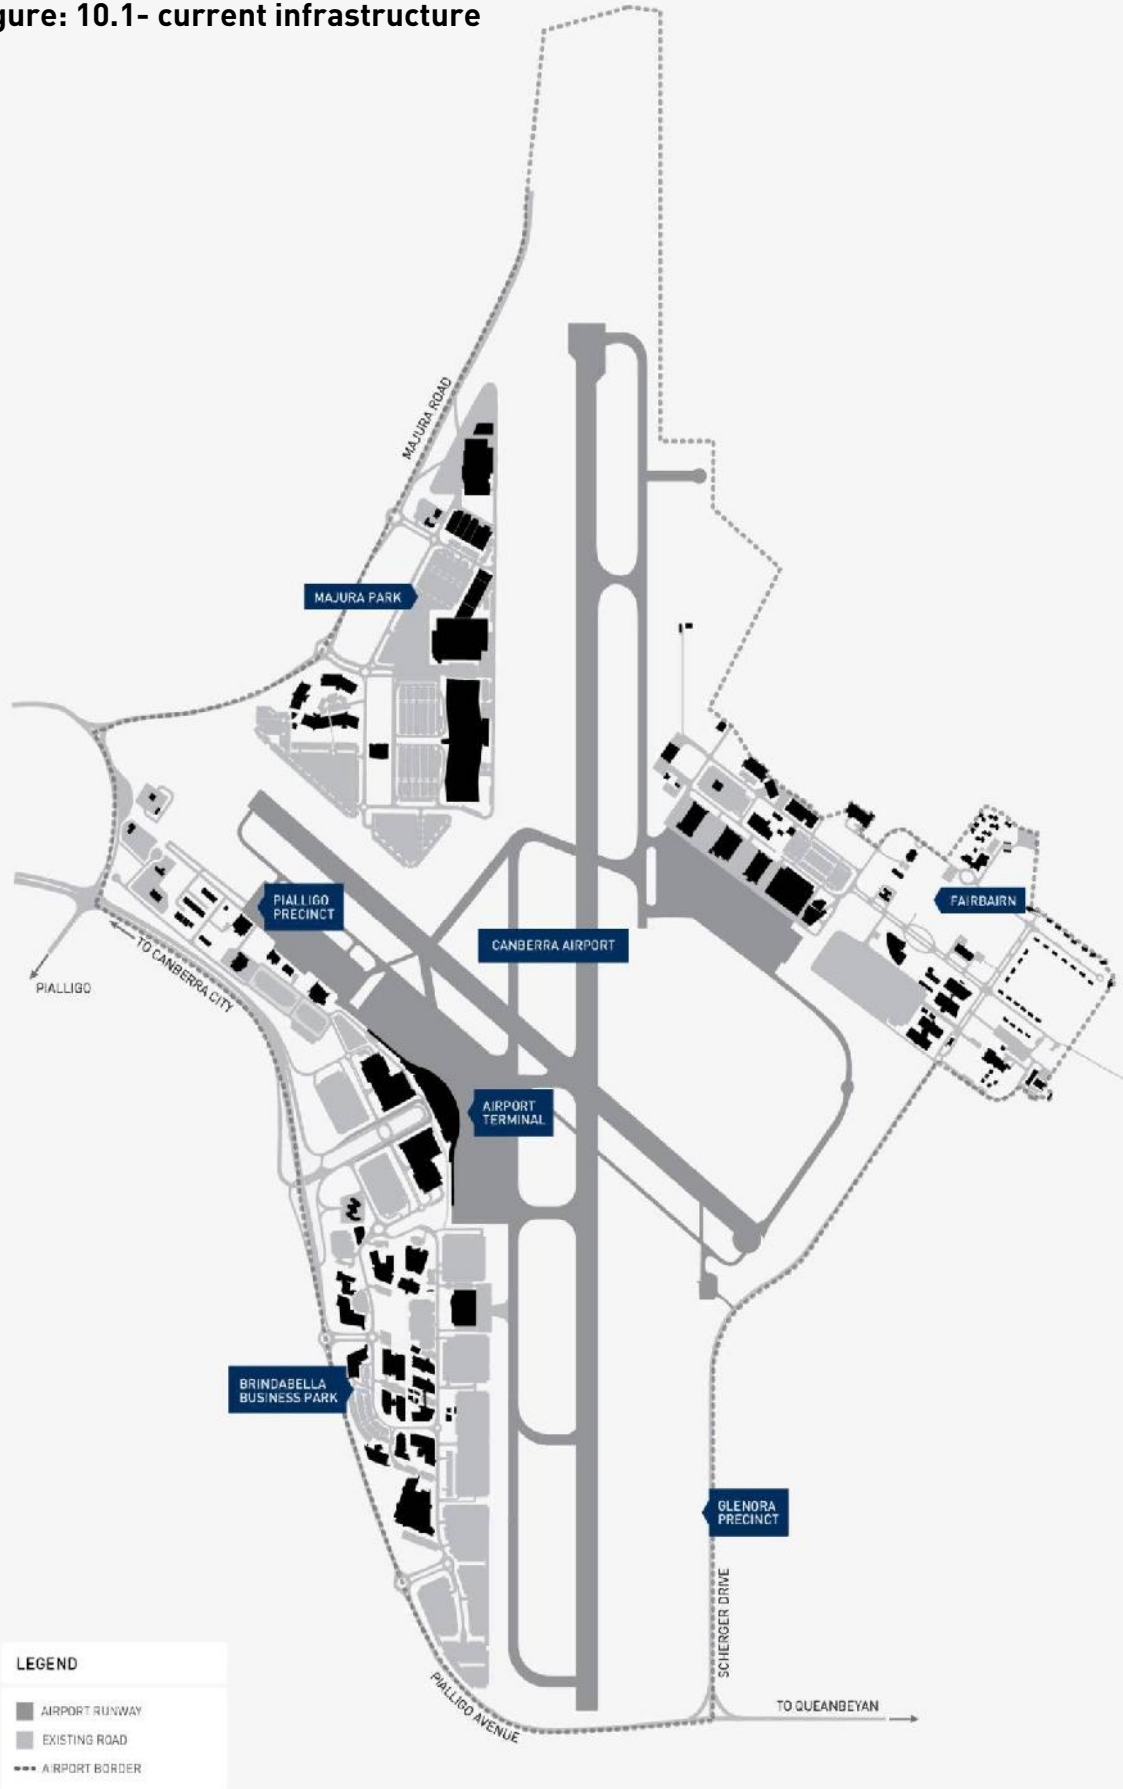 gure: 10.1- current infrastructure
MAJURA ROAD
MAJURA PARK
PIALLIGO
PRECINCT
FAIRBAIRN
CANBERRA AIRPORT
TO CANBERRA CITY
PIALLIGO
AIRPORT
TERMINAL
BRINDABELLA
BUSINESS PARK
GLENORA
PRECINCT
SCHERGER DRIVE
PIALLIGO AVENUE
TO QUEANBEYAN
LEGEND
AIRPORT RUNWAY
EXISTING ROAD
AIRPORT BORDER